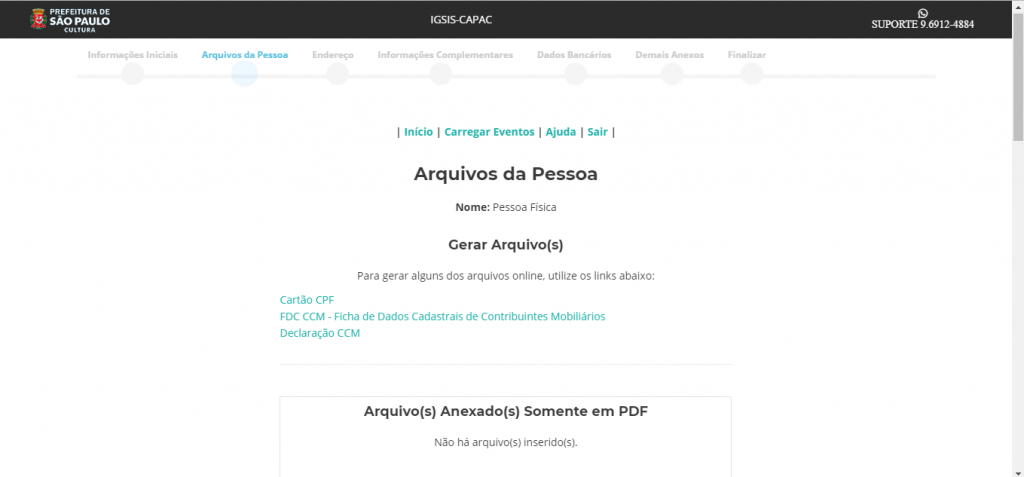 PREFEITURA DE
SÃO PAULO
CULTURA
IGSIS-CAPAC
SUPORTE 9.6912-4884
Informações Iniciais
Arquivos da Pessoa
Endereço
Informações Complementares
Dados Bancários
Demais Anexos
Finalizar
| Início | Carregar Eventos | Ajuda | Sair |
Arquivos da Pessoa
Nome: Pessoa Física
Gerar Arquivo(s)
Para gerar alguns dos arquivos online, utilize os links abaixo:
Cartão CPF
FDC CCM - Ficha de Dados Cadastrais de Contribuintes Mobiliários
Declaração CCM
Arquivo(s) Anexado(s) Somente em PDF
Não há arquivo(s) inserido(s).